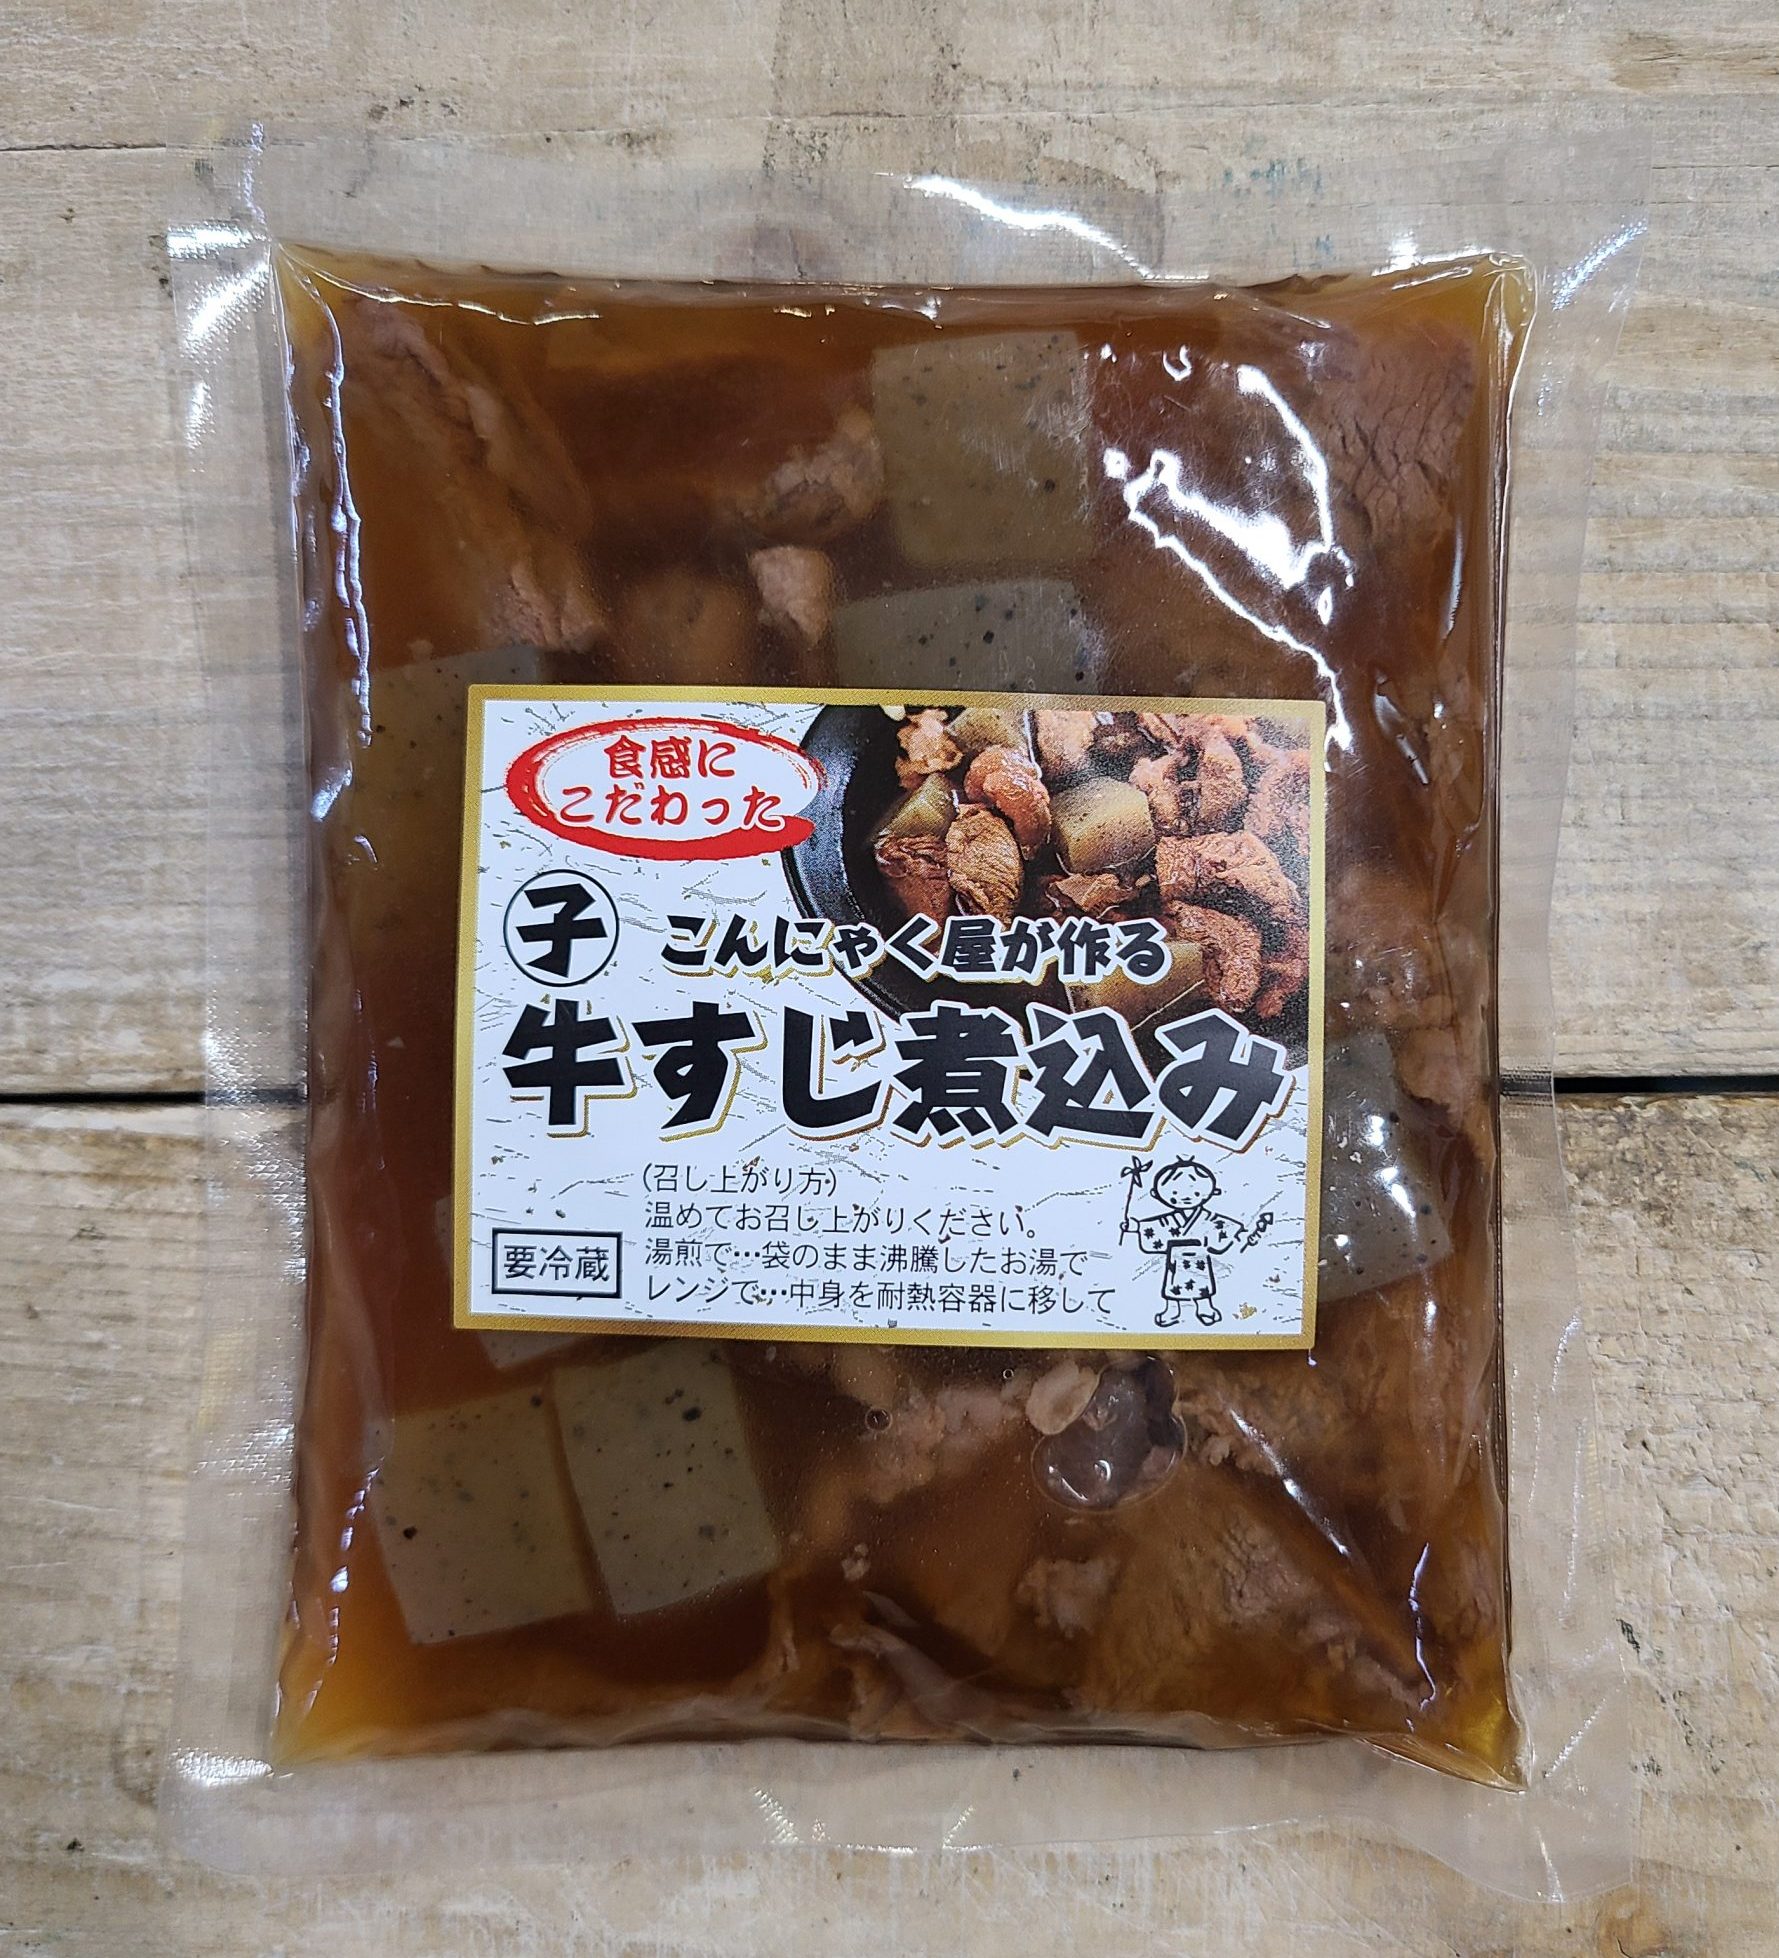 食感に
こだわった
子
こんにゃく屋が作る
牛すじ煮込み
(召し上がり方)
温めてお召し上がりください。
湯煎で…袋のまま沸騰したお湯で
レンジで…中身を耐熱容器に移して
要冷蔵